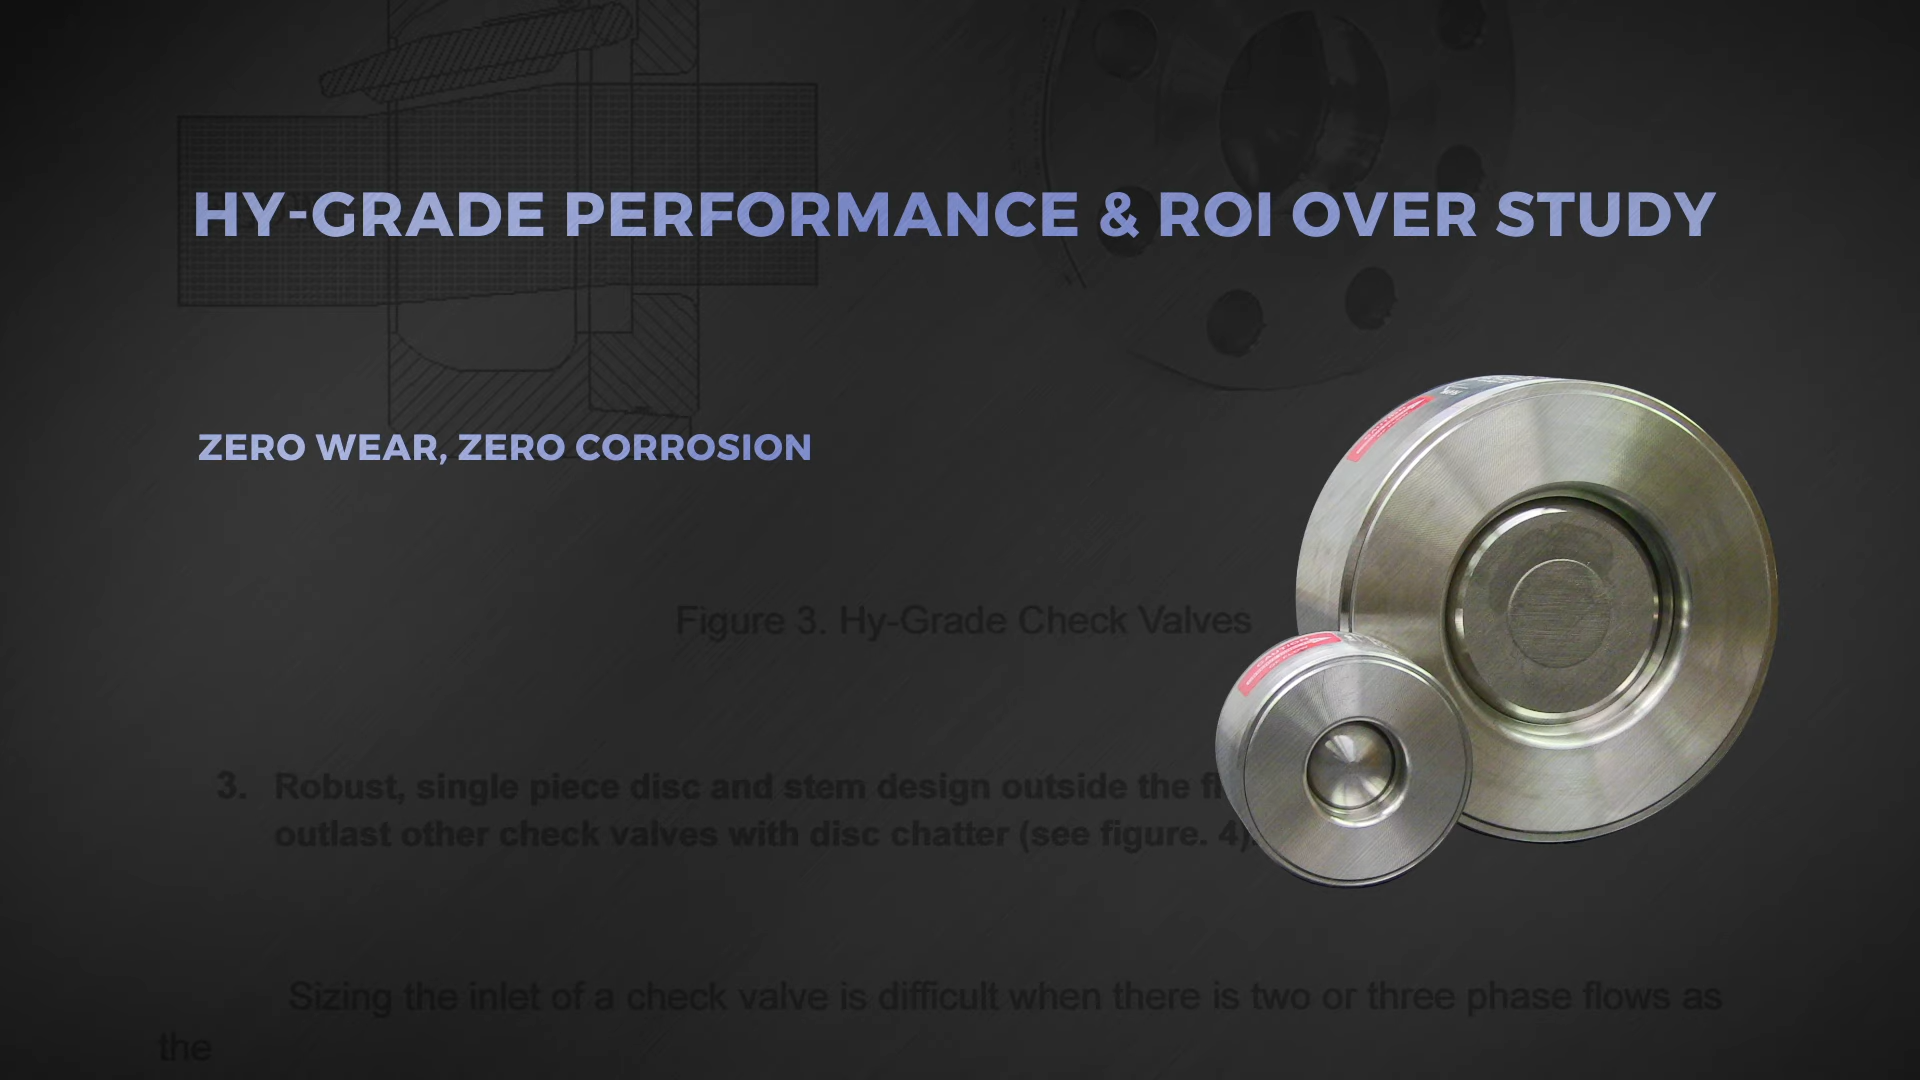 HY-GRADE PERFORMANCE & ROI OVER STUDY
ZERO WEAR, ZERO CORROSION
Figure 3. Hy-Grade Check Valves
3. Robust, single piece disc and stem design outside the
outlast other check valves with disc chatter (see figure. 4)
Sizing the inlet of a check valve is difficult when there is two or three phase flows as
the